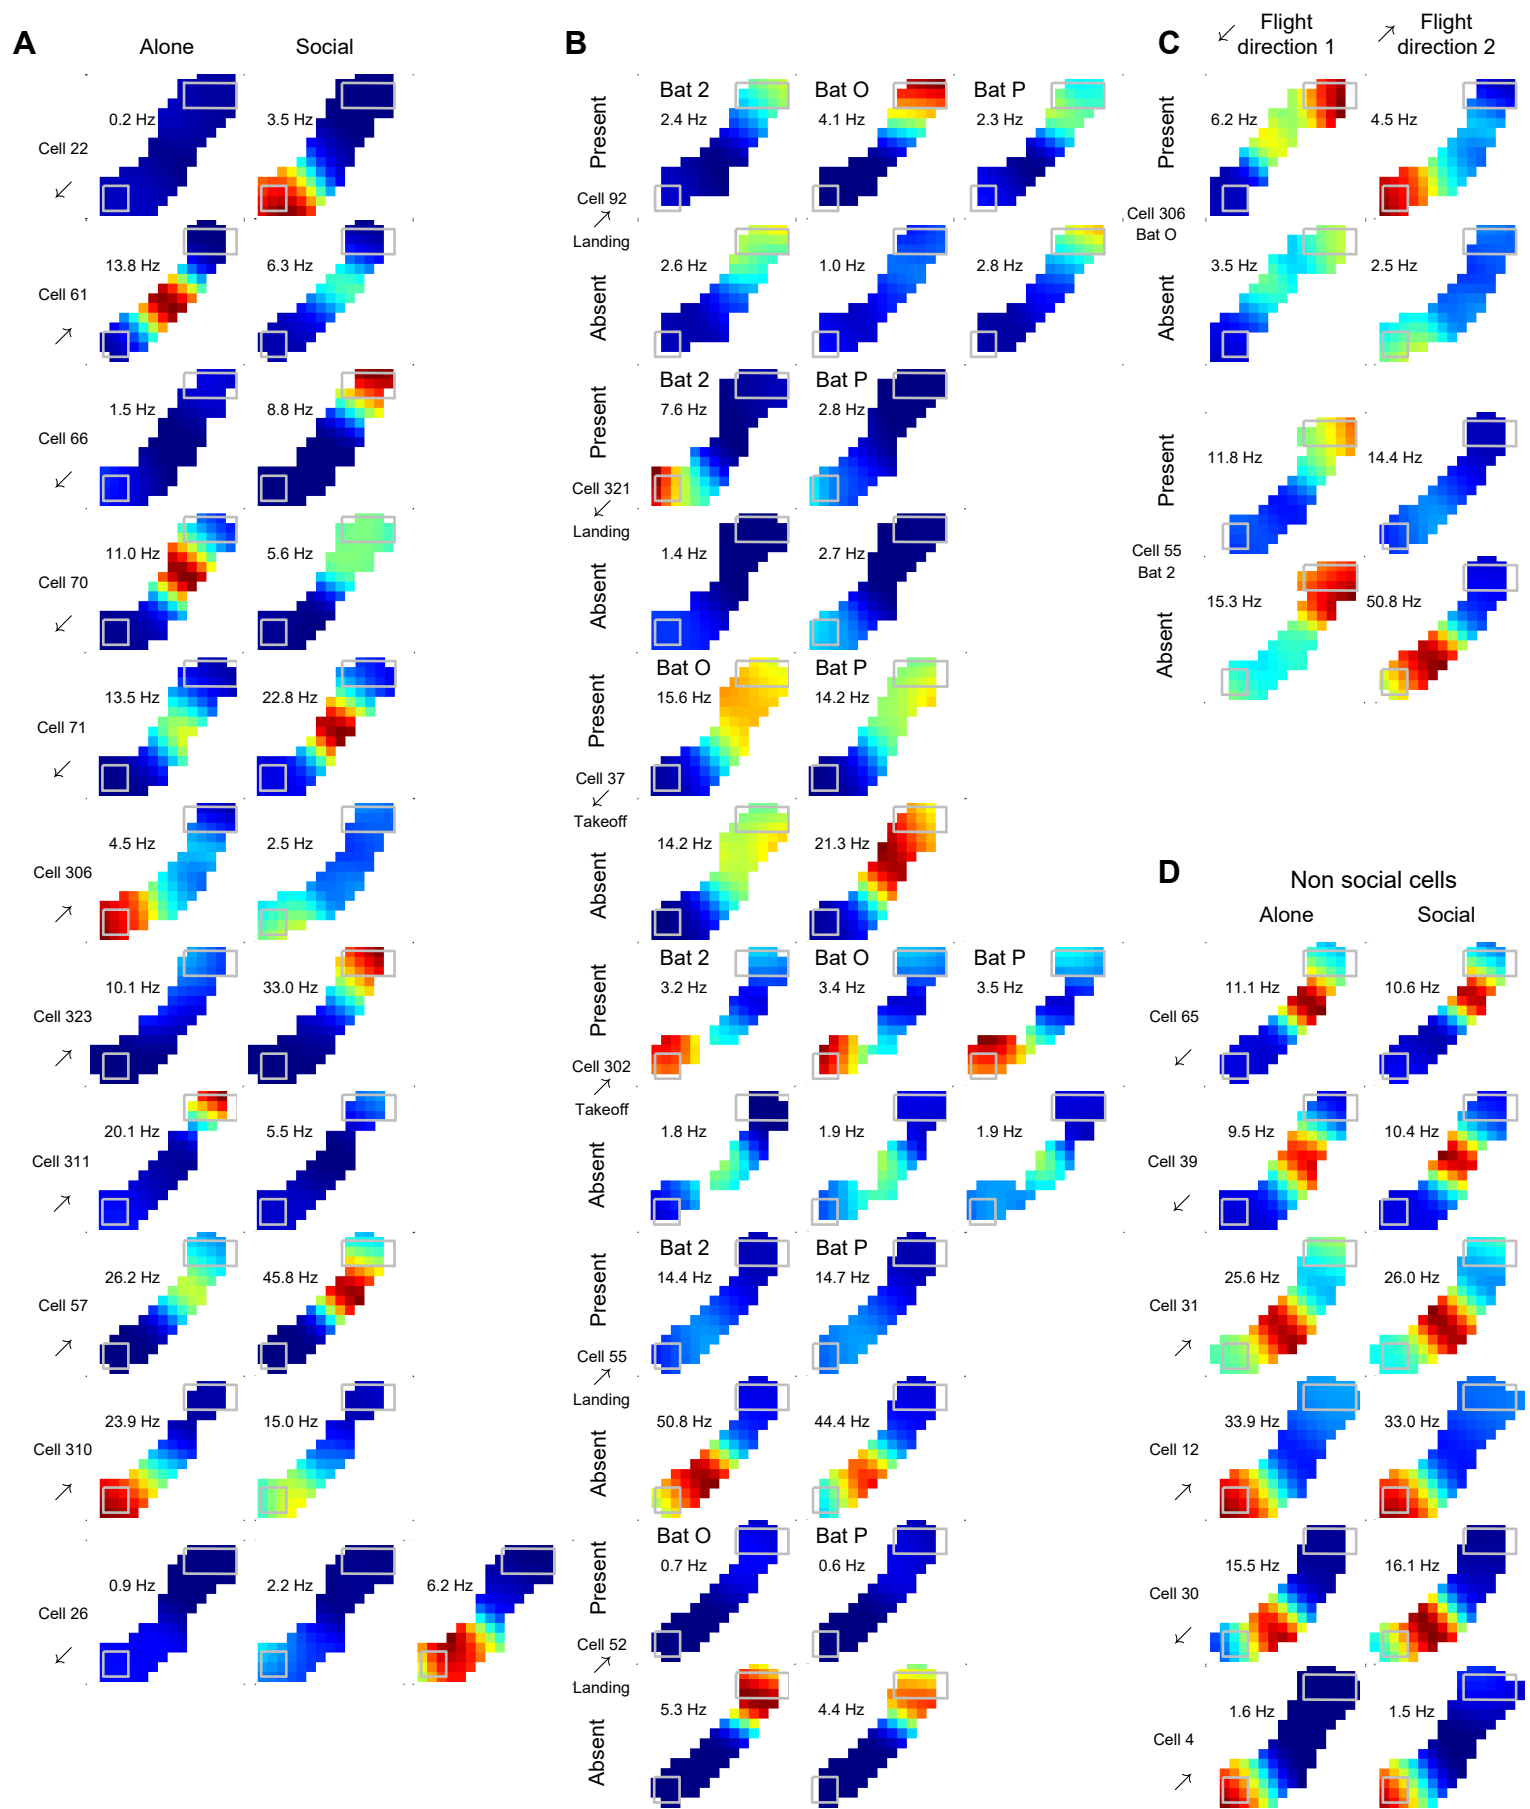 A
Alone
Social
0.2 Hz
3.5 Hz
Cell 22
↙
13.8 Hz
6.3 Hz
Cell 61
↗
1.5 Hz
8.8 Hz
Cell 66
↙
11.0 Hz
5.6 Hz
Cell 70
↙
13.5 Hz
22.8 Hz
Cell 71
↙
4.5 Hz
2.5 Hz
Cell 306
↗
10.1 Hz
33.0 Hz
Cell 323
↗
20.1 Hz
5.5 Hz
Cell 311
↗
26.2 Hz
45.8 Hz
Cell 57
↗
23.9 Hz
15.0 Hz
Cell 310
↗
0.9 Hz
2.2 Hz
6.2 Hz
Cell 26
↙
B
Present
Bat 2
Bat O
Bat P
2.4 Hz
4.1 Hz
2.3 Hz
Cell 92
↗
Landing
Absent
2.6 Hz
1.0 Hz
2.8 Hz
Present
Bat 2
Bat P
7.6 Hz
2.8 Hz
Cell 321
↙
Landing
Absent
1.4 Hz
2.7 Hz
Present
Bat O
Bat P
15.6 Hz
14.2 Hz
Cell 37
↙
Takeoff
Absent
14.2 Hz
21.3 Hz
Present
Bat 2
Bat O
Bat P
3.2 Hz
3.4 Hz
3.5 Hz
Cell 302
↗
Takeoff
Absent
1.8 Hz
1.9 Hz
1.9 Hz
Present
Bat 2
Bat P
14.4 Hz
14.7 Hz
Cell 55
↗
Landing
Absent
50.8 Hz
44.4 Hz
Present
Bat O
Bat P
0.7 Hz
0.6 Hz
Cell 52
↗
Landing
Absent
5.3 Hz
4.4 Hz
C
↙ Flight
direction 1
↗ Flight
direction 2
Present
6.2 Hz
4.5 Hz
Cell 306
Bat O
Absent
3.5 Hz
2.5 Hz
Present
11.8 Hz
14.4 Hz
Cell 55
Bat 2
Absent
15.3 Hz
50.8 Hz
D
Non social cells
Alone
Social
11.1 Hz
10.6 Hz
Cell 65
↙
9.5 Hz
10.4 Hz
Cell 39
↙
25.6 Hz
26.0 Hz
Cell 31
↗
33.9 Hz
33.0 Hz
Cell 12
↗
15.5 Hz
16.1 Hz
Cell 30
↙
1.6 Hz
1.5 Hz
Cell 4
↗